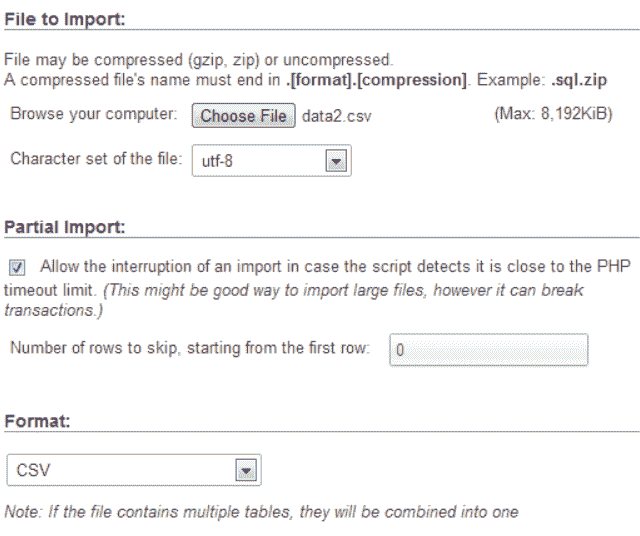 File to Import:
File may be compressed (gzip, zip) or uncompressed.
A compressed file's name must end in .[format].[compression]. Example: .sql.zip
Browse your computer: Choose File data2.csv (Max: 8,192KiB)
Character set of the file: utf-8
Partial Import:
Allow the interruption of an import in case the script detects it is close to the PHP
timeout limit. (This might be good way to import large files, however it can break
transactions.)
Number of rows to skip, starting from the first row: 0
Format:
CSV
Note: If the file contains multiple tables, they will be combined into one